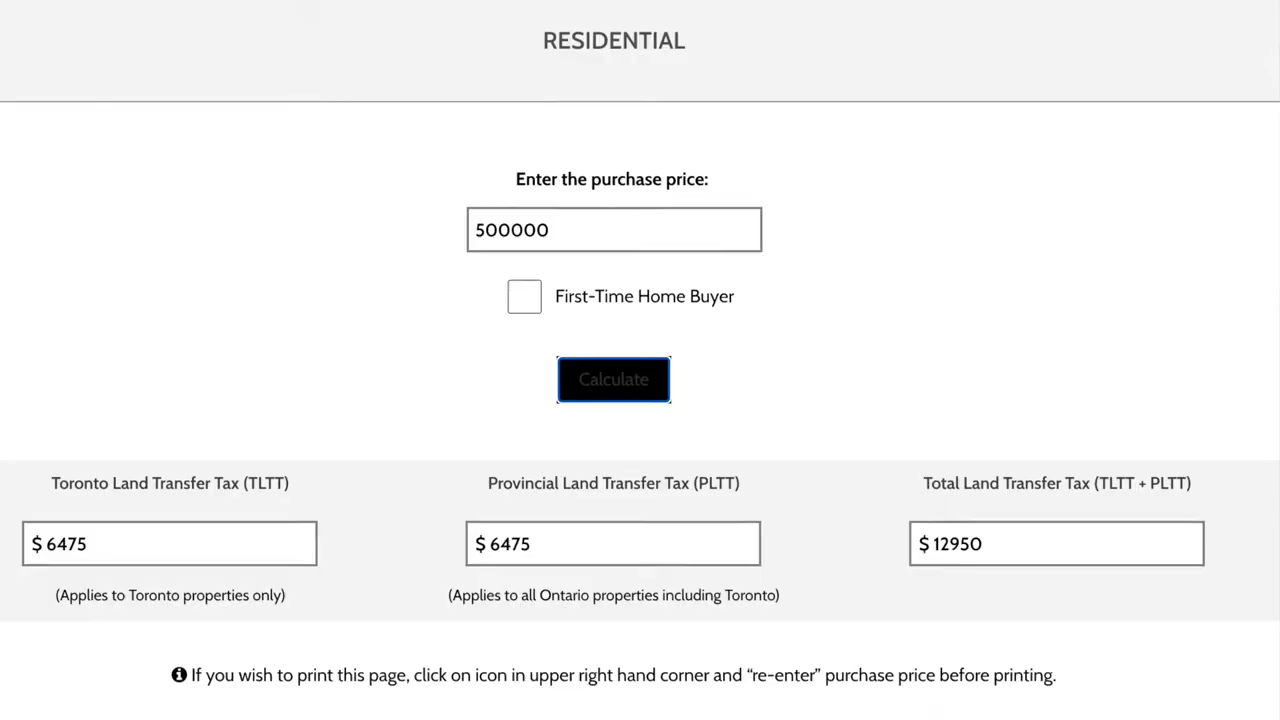 RESIDENTIAL
Enter the purchase price:
500000
First-Time Home Buyer
Calculate
Toronto Land Transfer Tax (TLTT)
Provincial Land Transfer Tax (PLTT)
Total Land Transfer Tax (TLTT + PLTT)
$ 6475
$ 6475
$ 12950
(Applies to Toronto properties only)
(Applies to all Ontario properties including Toronto)
If you wish to print this page, click on icon in upper right hand corner and “re-enter” purchase price before printing.